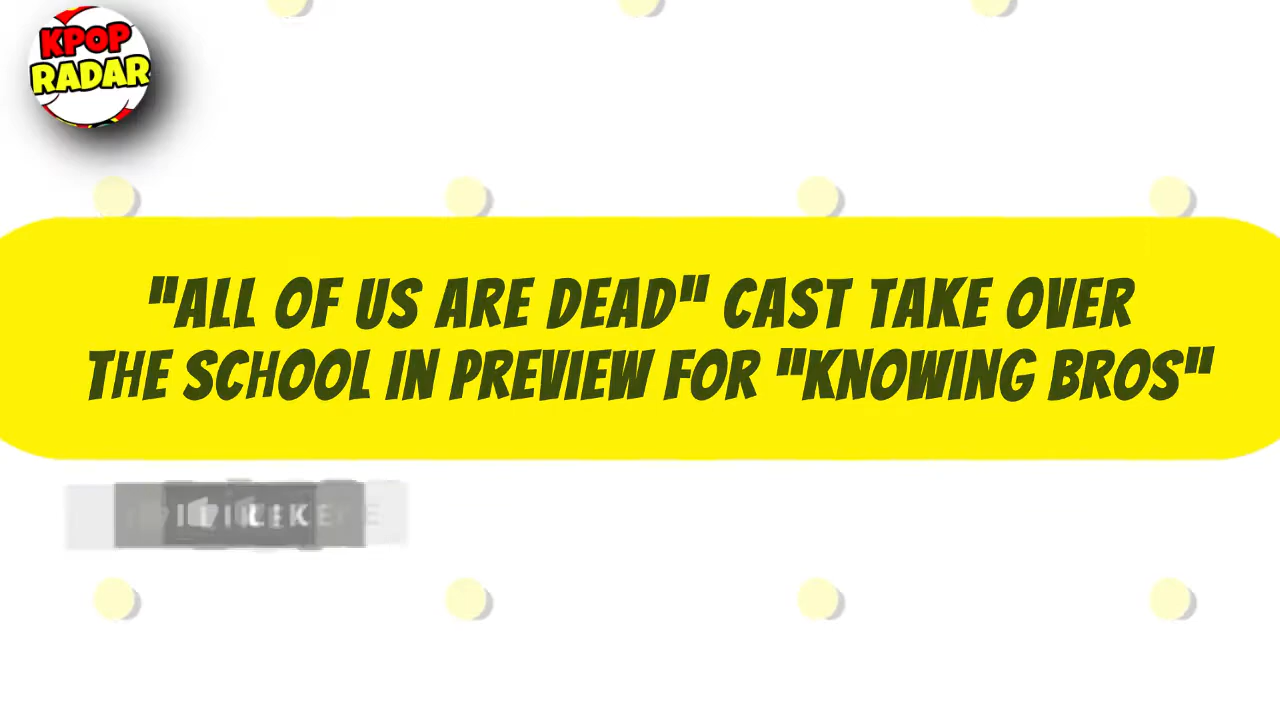 KPOP
RADAR
"ALL OF US ARE DEAD" CAST TAKE OVER
THE SCHOOL IN PREVIEW FOR "KNOWING BROS"